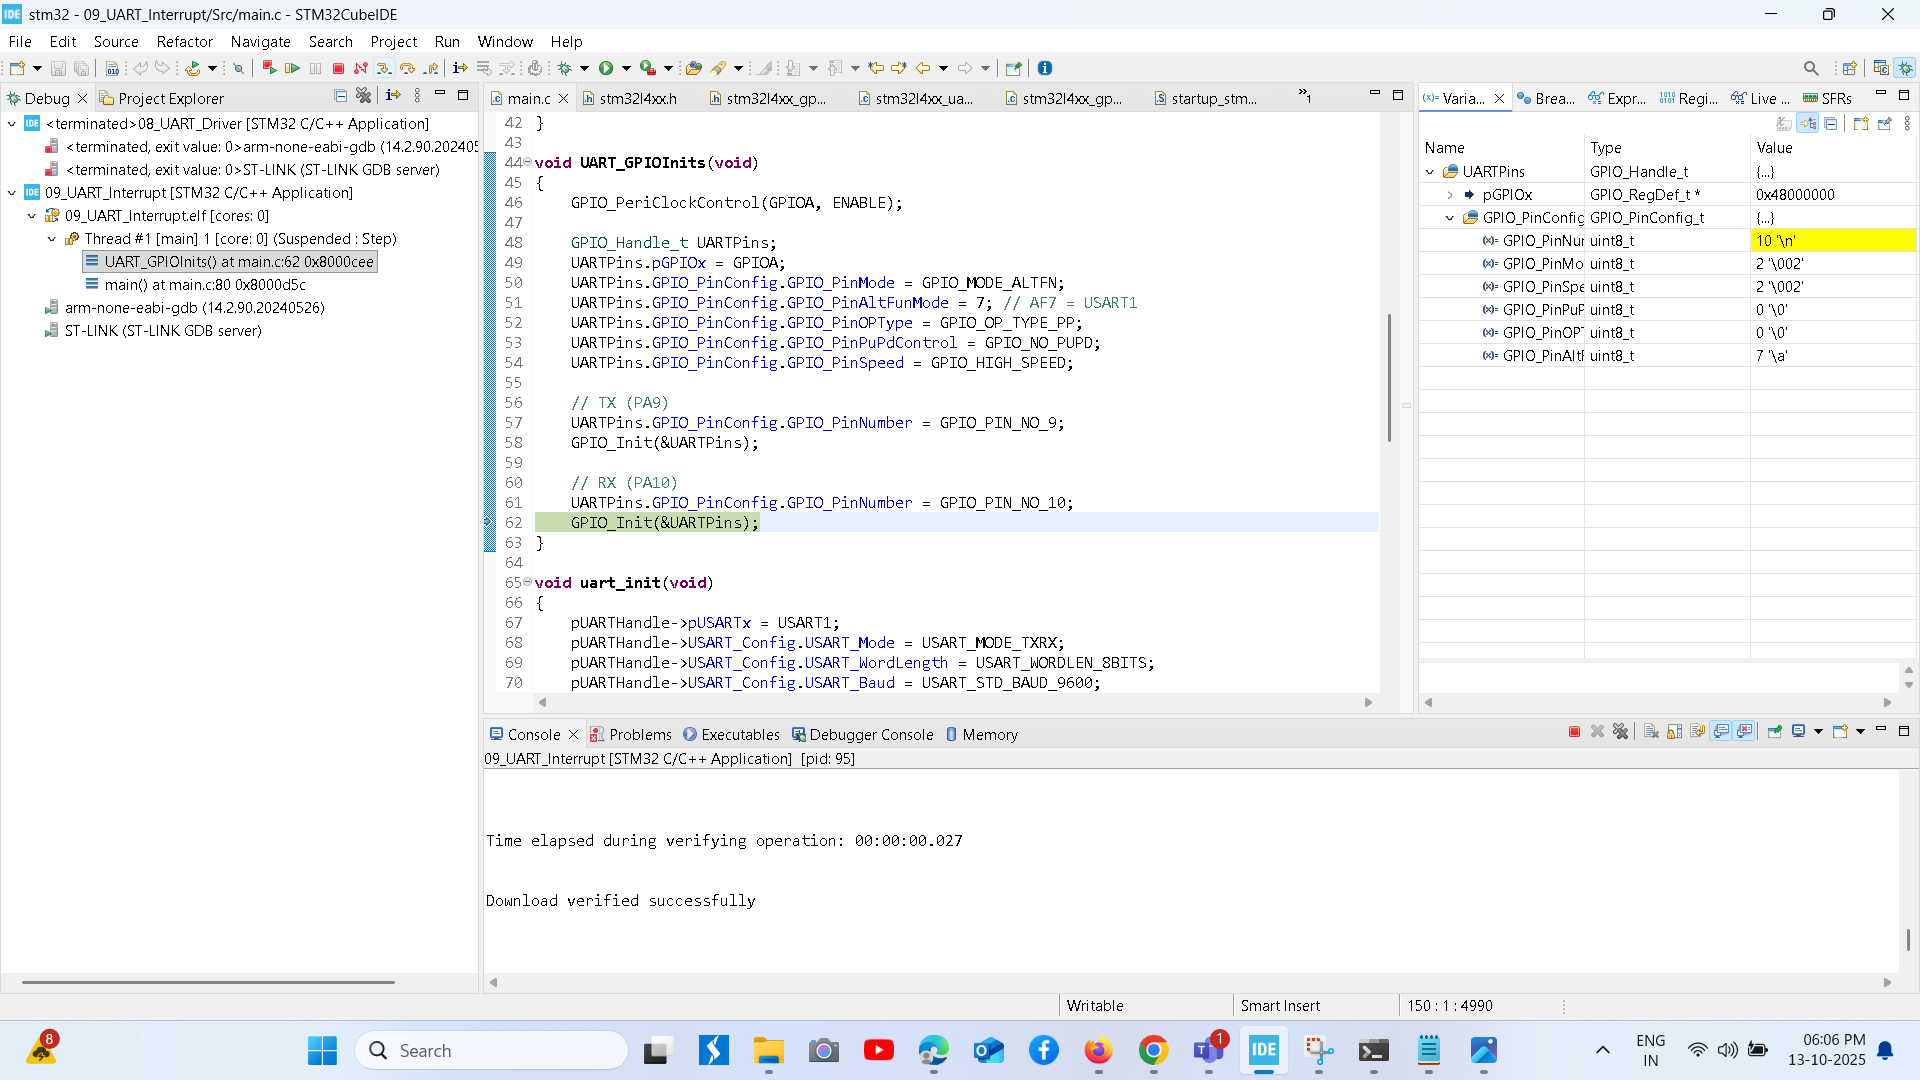 IDE stm32 - 09_UART_Interrupt/Src/main.c - STM32CubeIDE
File Edit Source Refactor Navigate Search Project Run Window Help
Debug Project Explorer
<terminated>08_UART_Driver [STM32 C/C++ Application]
<terminated, exit value: 0>arm-none-eabi-gdb (14.2.90.202405
<terminated, exit value: 0>ST-LINK (ST-LINK GDB server)
IDE 09_UART_Interrupt [STM32 C/C++ Application]
09_UART_Interrupt.elf [cores: 0]
Thread #1 [main] 1 [core: 0] (Suspended : Step)
UART_GPIOInits() at main.c:62 0x8000cee
main() at main.c:80 0x8000d5c
arm-none-eabi-gdb (14.2.90.20240526)
ST-LINK (ST-LINK GDB server)
main.c stm32l4xx.h stm32l4xx_gp... stm32l4xx_ua... stm32l4xx_gp... startup_stm... »1
42 }
43
44 void UART_GPIOInits(void)
45 {
46 GPIO_PeriClockControl(GPIOA, ENABLE);
47
48 GPIO_Handle_t UARTPins;
49 UARTPins.pGPIOx = GPIOA;
50 UARTPins.GPIO_PinConfig.GPIO_PinMode = GPIO_MODE_ALTFN;
51 UARTPins.GPIO_PinConfig.GPIO_PinAltFunMode = 7; // AF7 = USART1
52 UARTPins.GPIO_PinConfig.GPIO_PinOPType = GPIO_OP_TYPE_PP;
53 UARTPins.GPIO_PinConfig.GPIO_PinPuPdControl = GPIO_NO_PUPD;
54 UARTPins.GPIO_PinConfig.GPIO_PinSpeed = GPIO_HIGH_SPEED;
55
56 // TX (PA9)
57 UARTPins.GPIO_PinConfig.GPIO_PinNumber = GPIO_PIN_NO_9;
58 GPIO_Init(&UARTPins);
59
60 // RX (PA10)
61 UARTPins.GPIO_PinConfig.GPIO_PinNumber = GPIO_PIN_NO_10;
62 GPIO_Init(&UARTPins);
63 }
64
65 void uart_init(void)
66 {
67 pUARTHandle->pUSARTx = USART1;
68 pUARTHandle->USART_Config.USART_Mode = USART_MODE_TXRX;
69 pUARTHandle->USART_Config.USART_WordLength = USART_WORDLEN_8BITS;
70 pUARTHandle->USART_Config.USART_Baud = USART_STD_BAUD_9600;
(x)= Varia... Brea... Expr... 1010 0101 Regi... Live ... SFRs
Name Type Value
UARTPins GPIO_Handle_t {...}
pGPIOx GPIO_RegDef_t * 0x48000000
GPIO_PinConfig GPIO_PinConfig_t {...}
(x)= GPIO_PinNur uint8_t 10 '\n'
(x)= GPIO_PinMo uint8_t 2 '\002'
(x)= GPIO_PinSpe uint8_t 2 '\002'
(x)= GPIO_PinPuP uint8_t 0 '\0'
(x)= GPIO_PinOPT uint8_t 0 '\0'
(x)= GPIO_PinAltF uint8_t 7 '\a'
Console Problems Executables Debugger Console Memory
09_UART_Interrupt [STM32 C/C++ Application] [pid: 95]
Time elapsed during verifying operation: 00:00:00.027
Download verified successfully
Writable Smart Insert 150 : 1 : 4990
8
Search
1
IDE
ENG
IN
06:06 PM
13-10-2025